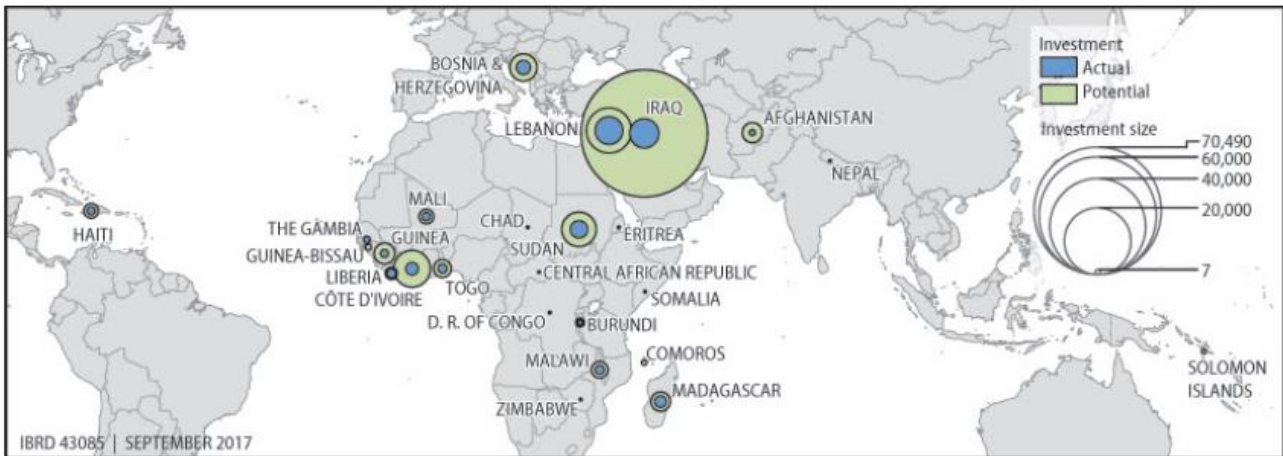 BOSNIA &
HERZEGOVINA
IRAQ
LEBANON
AFGHANISTAN
NEPAL
Investment
Actual
Potential
Investment size
70,490
60,000
40,000
20,000
7
HAITI
MALI
THE GAMBIA
GUINEA
GUINEA-BISSAU
LIBERIA
CÔTE D'IVOIRE
TOGO
CHAD
SUDAN
ERITREA
CENTRAL AFRICAN REPUBLIC
SOMALIA
D. R. OF CONGO
BURUNDI
MALAWI
COMOROS
ZIMBABWE
MADAGASCAR
SOLOMON
ISLANDS
IBRD 43085 | SEPTEMBER 2017